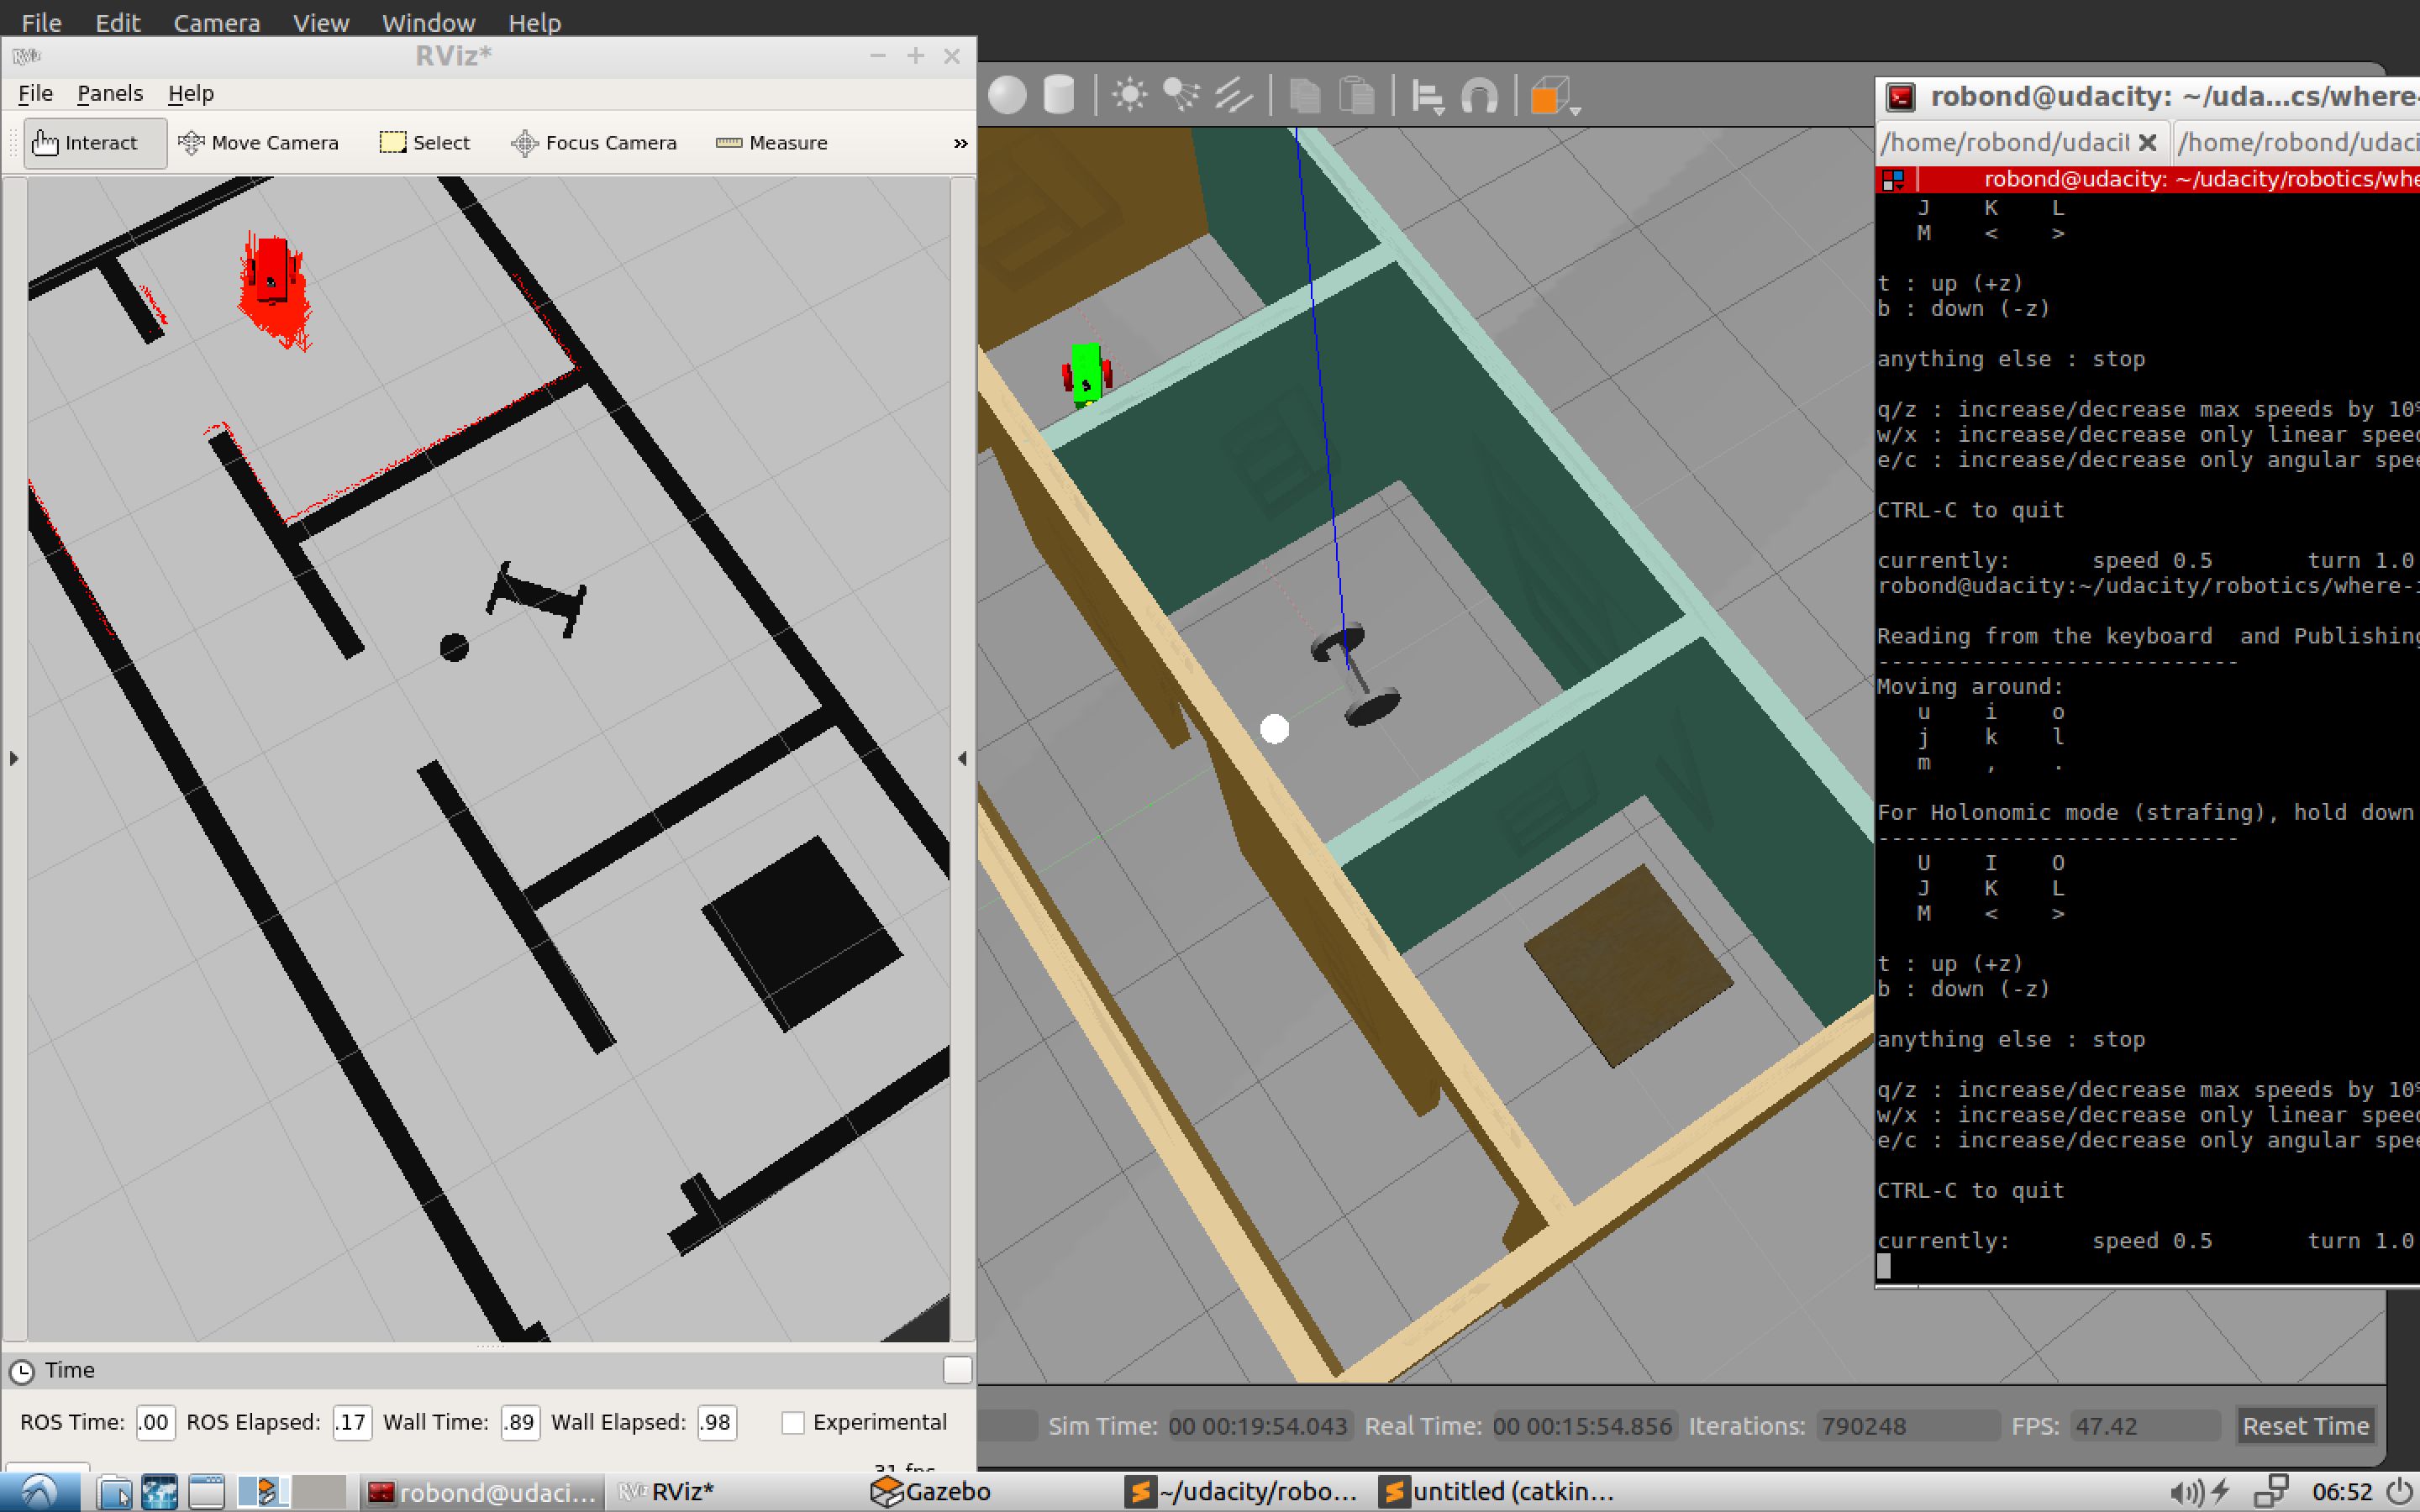 File Edit Camera View Window Help
RViz*
File Panels Help
Interact Move Camera Select Focus Camera Measure »
Time
ROS Time: .00 ROS Elapsed: .17 Wall Time: .89 Wall Elapsed: .98 Experimental
31 fps
Sim Time: 00 00:19:54.043 Real Time: 00 00:15:54.856 Iterations: 790248 FPS: 47.42 Reset Time
robond@udacity: ~/uda...cs/where-
/home/robond/udacit /home/robond/udaci
robond@udacity: ~/udacity/robotics/whe
J K L
M < >
t : up (+z)
b : down (-z)
anything else : stop
q/z : increase/decrease max speeds by 10%
w/x : increase/decrease only linear speed
e/c : increase/decrease only angular spee
CTRL-C to quit
currently: speed 0.5 turn 1.0
robond@udacity:~/udacity/robotics/where-i
Reading from the keyboard and Publishing
---------------------------
Moving around:
u i o
j k l
m , .
For Holonomic mode (strafing), hold down
---------------------------
U I O
J K L
M < >
t : up (+z)
b : down (-z)
anything else : stop
q/z : increase/decrease max speeds by 10%
w/x : increase/decrease only linear speed
e/c : increase/decrease only angular spee
CTRL-C to quit
currently: speed 0.5 turn 1.0
robond@udaci... RViz* Gazebo ~/udacity/robo... untitled (catkin... 06:52